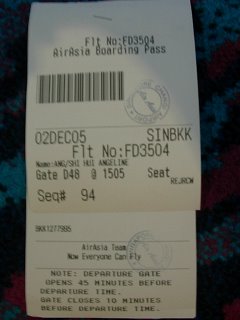 Flt No:FD3504
AirAsia Boarding Pass
02DEC05 SINBKK
Flt No:FD3504
Name:ANG/SHI HUI ANGELINE
Gate D48 @ 1505 Seat
REJRCW
Seq# 94
AirAsia Team
Now Everyone Can Fly
NOTE: DEPARTURE GATE
OPENS 45 MINUTES BEFORE
DEPARTURE TIME.
GATE CLOSES 10 MINUTES
BEFORE DEPARTURE TIME.